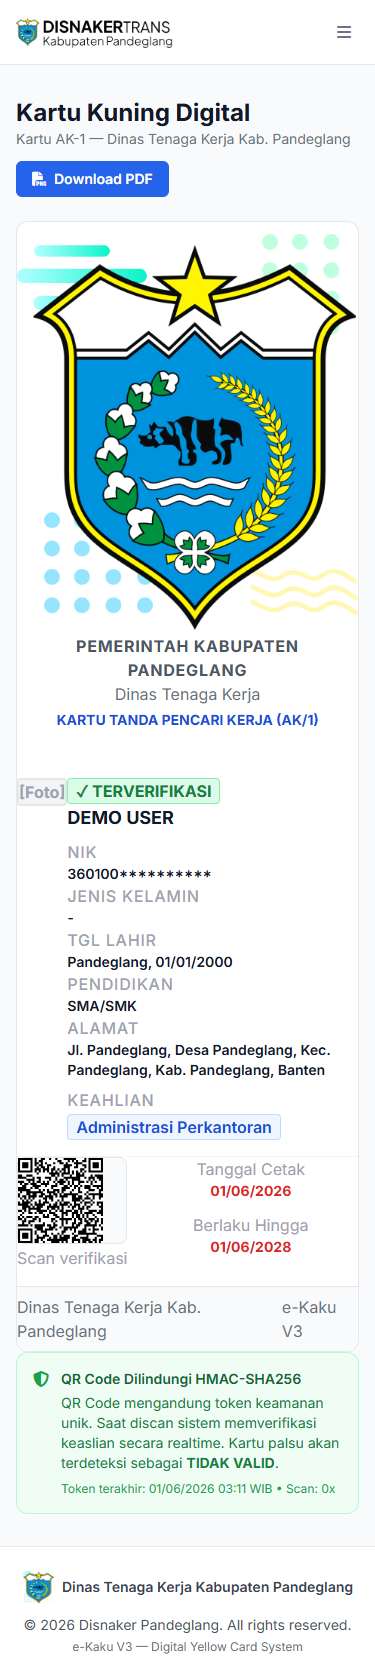 DISNAKERTRANS
Kabupaten Pandeglang
Kartu Kuning Digital
Kartu AK-1 — Dinas Tenaga Kerja Kab. Pandeglang
PNG Download PDF
PEMERINTAH KABUPATEN
PANDEGLANG
Dinas Tenaga Kerja
KARTU TANDA PENCARI KERJA (AK/1)
[Foto]
✓ TERVERIFIKASI
DEMO USER
NIK
360100**********
JENIS KELAMIN
-
TGL LAHIR
Pandeglang, 01/01/2000
PENDIDIKAN
SMA/SMK
ALAMAT
Jl. Pandeglang, Desa Pandeglang, Kec.
Pandeglang, Kab. Pandeglang, Banten
KEAHLIAN
Administrasi Perkantoran
Scan verifikasi
Tanggal Cetak
01/06/2026
Berlaku Hingga
01/06/2028
Dinas Tenaga Kerja Kab.
Pandeglang
e-Kaku
V3
QR Code Dilindungi HMAC-SHA256
QR Code mengandung token keamanan
unik. Saat discan sistem memverifikasi
keaslian secara realtime. Kartu palsu akan
terdeteksi sebagai TIDAK VALID.
Token terakhir: 01/06/2026 03:11 WIB • Scan: 0x
Dinas Tenaga Kerja Kabupaten Pandeglang
© 2026 Disnaker Pandeglang. All rights reserved.
e-Kaku V3 — Digital Yellow Card System